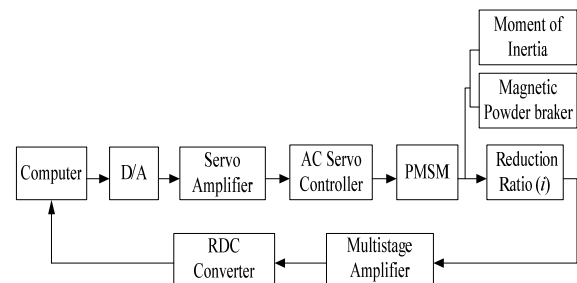 Moment of
Inertia
Magnetic
Powder braker
Computer
D/A
Servo
Amplifier
AC Servo
Controller
PMSM
Reduction
Ratio (i)
RDC
Converter
Multistage
Amplifier